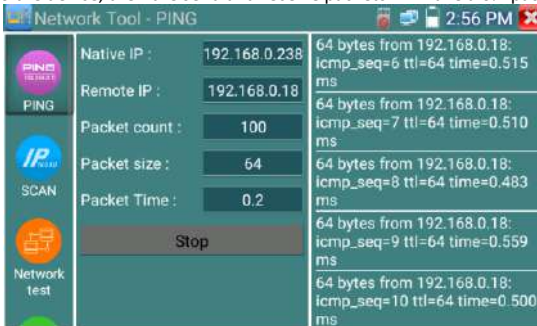 Network Tool - PING
2:56 PM
PING
PING
SCAN
Network
test
Native IP :
192.168.0.238
Remote IP :
192.168.0.18
Packet count :
100
Packet size :
64
Packet Time :
0.2
Stop
64 bytes from 192.168.0.18:
icmp_seq=6 ttl=64 time=0.515
ms
64 bytes from 192.168.0.18:
icmp_seq=7 ttl=64 time=0.510
ms
64 bytes from 192.168.0.18:
icmp_seq=8 ttl=64 time=0.483
ms
64 bytes from 192.168.0.18:
icmp_seq=9 ttl=64 time=0.559
ms
64 bytes from 192.168.0.18:
icmp_seq=10 ttl=64 time=0.500
ms